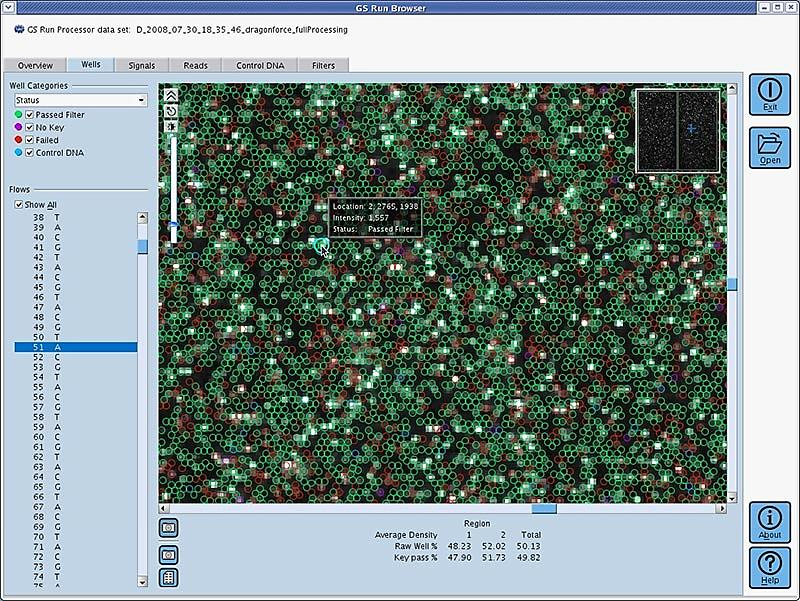 GS Run Browser
GS Run Processor data set: D_2008_07_30_18_35_46_dragonforce_fullProcessing
Overview Wells Signals Reads Control DNA Filters
Well Categories
Status
Passed Filter
No Key
Failed
Control DNA
Flows
Show All
38 T
39 A
40 C
41 G
42 T
43 A
44 C
45 G
46 T
47 A
48 C
49 G
50 T
51 A
52 C
53 G
54 T
55 A
56 C
57 G
58 T
59 A
60 C
61 G
62 T
63 A
64 C
65 G
66 T
67 A
68 C
69 G
70 T
71 A
72 C
73 G
74 T
75 A
Location: 2; 2765, 1938
Intensity: 1,557
Status: Passed Filter
Exit
Open
About
Help
Region
Average Density 1 2 Total
Raw Well % 48.23 52.02 50.13
Key pass % 47.90 51.73 49.82